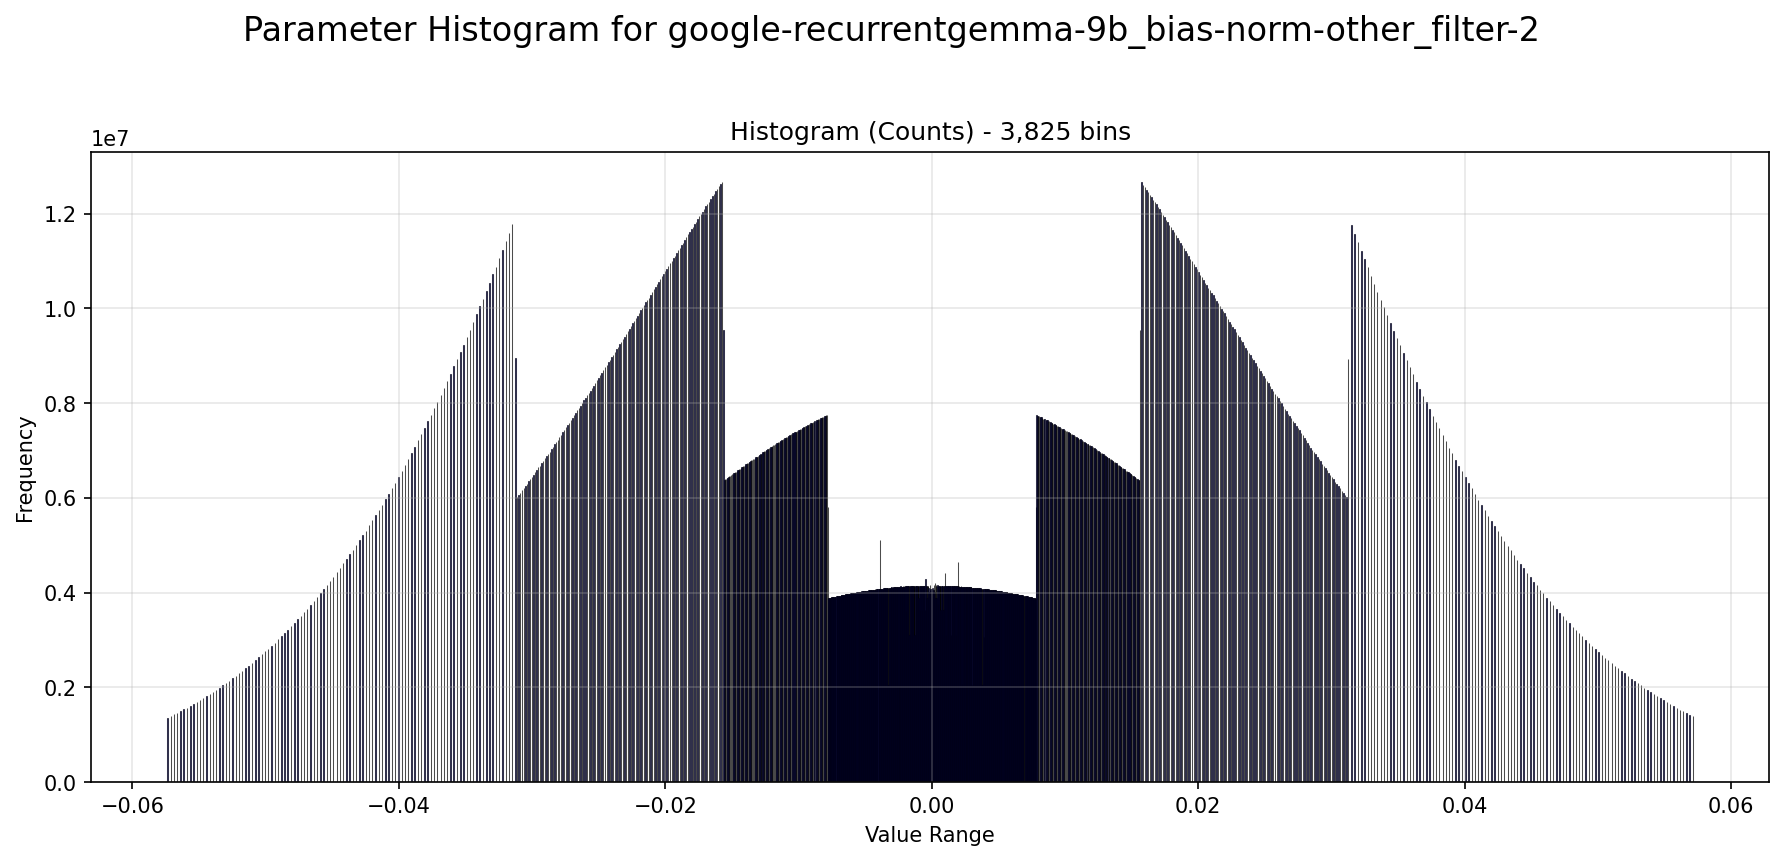 Parameter Histogram for google-recurrentgemma-9b_bias-norm-other_filter-2
Histogram (Counts) - 3,825 bins
1e7
1.2
1.0
0.8
0.6
0.4
0.2
0.0
Frequency
−0.06 −0.04 −0.02 0.00 0.02 0.04 0.06
Value Range